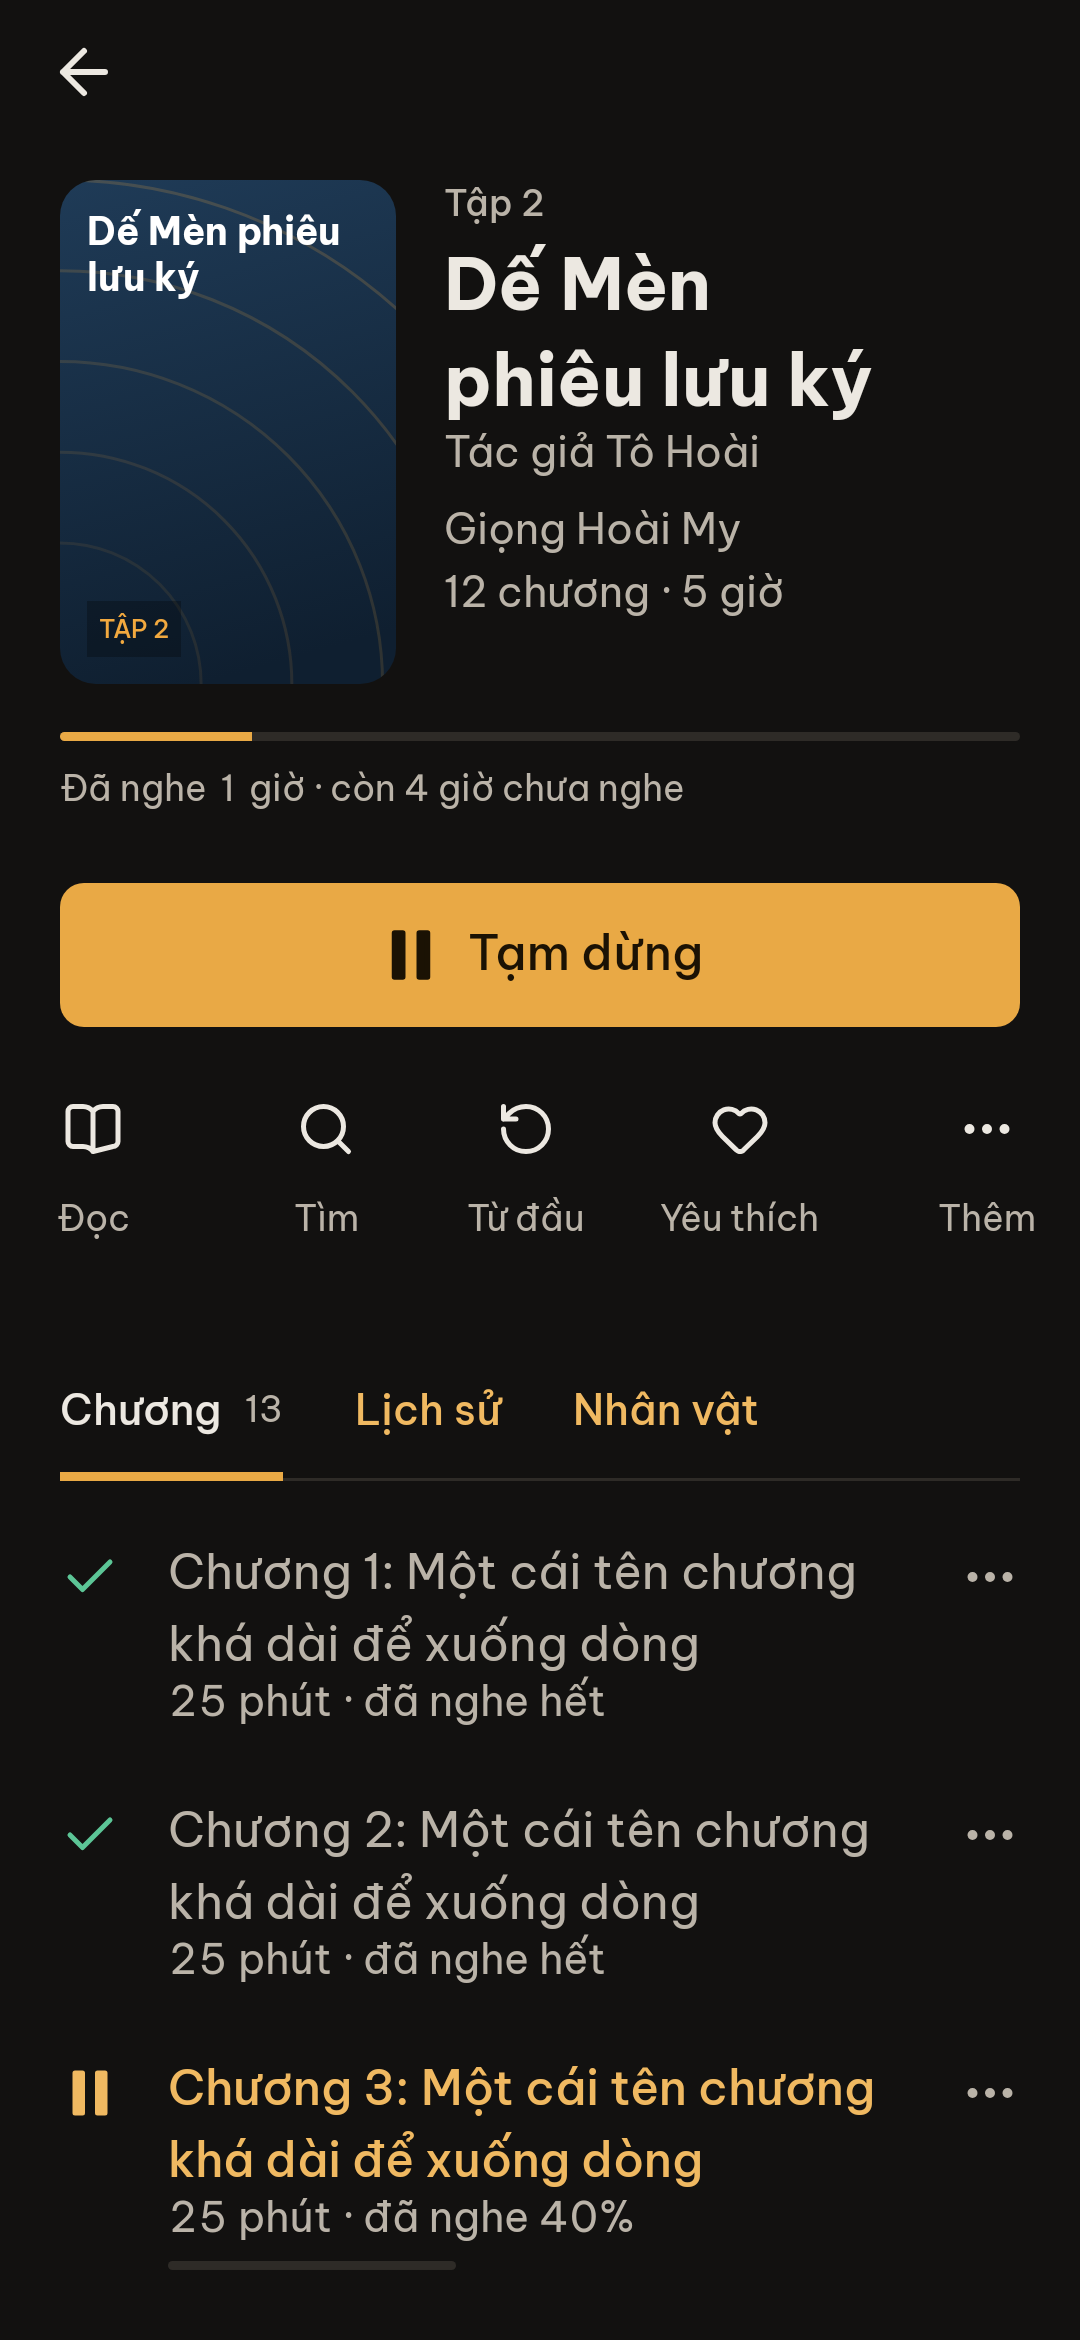 Dế Mèn phiêu
lưu ký
TẬP 2
Tập 2
Dế Mèn
phiêu lưu ký
Tác giả Tô Hoài
Giọng Hoài My
12 chương · 5 giờ
Đã nghe 1 giờ · còn 4 giờ chưa nghe
Tạm dừng
Đọc Tìm Từ đầu Yêu thích Thêm
Chương 13 Lịch sử Nhân vật
Chương 1: Một cái tên chương
khá dài để xuống dòng
25 phút · đã nghe hết
Chương 2: Một cái tên chương
khá dài để xuống dòng
25 phút · đã nghe hết
Chương 3: Một cái tên chương
khá dài để xuống dòng
25 phút · đã nghe 40%